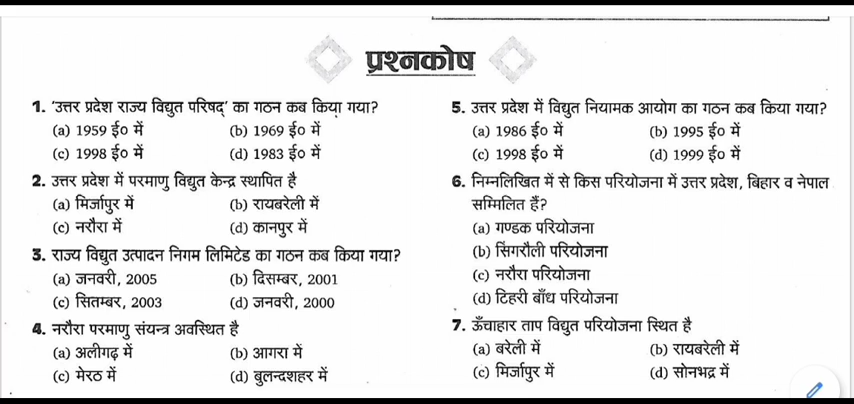 प्रश्नकोष
1. 'उत्तर प्रदेश राज्य विद्युत परिषद्' का गठन कब किया गया?
(a) 1959 ई० में (b) 1969 ई० में
(c) 1998 ई० में (d) 1983 ई० में
2. उत्तर प्रदेश में परमाणु विद्युत केन्द्र स्थापित है
(a) मिर्जापुर में (b) रायबरेली में
(c) नरौरा में (d) कानपुर में
3. राज्य विद्युत उत्पादन निगम लिमिटेड का गठन कब किया गया?
(a) जनवरी, 2005 (b) दिसम्बर, 2001
(c) सितम्बर, 2003 (d) जनवरी, 2000
4. नरौरा परमाणु संयन्त्र अवस्थित है
(a) अलीगढ़ में (b) आगरा में
(c) मेरठ में (d) बुलन्दशहर में
5. उत्तर प्रदेश में विद्युत नियामक आयोग का गठन कब किया गया?
(a) 1986 ई० में (b) 1995 ई० में
(c) 1998 ई० में (d) 1999 ई० में
6. निम्नलिखित में से किस परियोजना में उत्तर प्रदेश, बिहार व नेपाल
सम्मिलित हैं?
(a) गण्डक परियोजना
(b) सिंगरौली परियोजना
(c) नरौरा परियोजना
(d) टिहरी बाँध परियोजना
7. ऊँचाहार ताप विद्युत परियोजना स्थित है
(a) बरेली में (b) रायबरेली में
(c) मिर्जापुर में (d) सोनभद्र में